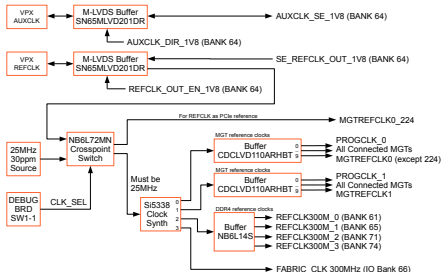 VPX
AUXCLK
M-LVDS Buffer
SN65MLVD201DR
AUXCLK_SE_1V8 (BANK 64)
AUXCLK_DIR_1V8 (BANK 64)
VPX
REFCLK
M-LVDS Buffer
SN65MLVD201DR
SE_REFCLK_OUT_1V8 (BANK 64)
REFCLK_OUT_EN_1V8 (BANK 64)
For REFCLK as PCIe reference
MGTREFCLK0_224
25MHz
30ppm
Source
NB6L72MN
Crosspoint
Switch
MGT reference clocks
Buffer
CDCLVD110ARHBT
0
-
9
PROGCLK_0
All Connected MGTs
MGTREFCLK0 (except 224)
Must be
25MHz
MGT reference clocks
Buffer
CDCLVD110ARHBT
0
-
9
PROGCLK_1
All Connected MGTs
MGTREFCLK1
DEBUG
BRD
SW1-1
CLK_SEL
Si5338
Clock
Synth
0
1
2
3
DDR4 reference clocks
Buffer
NB6L14S
REFCLK300M_0 (BANK 61)
REFCLK300M_1 (BANK 65)
REFCLK300M_2 (BANK 71)
REFCLK300M_3 (BANK 74)
FABRIC_CLK 300MHz (IO Bank 66)